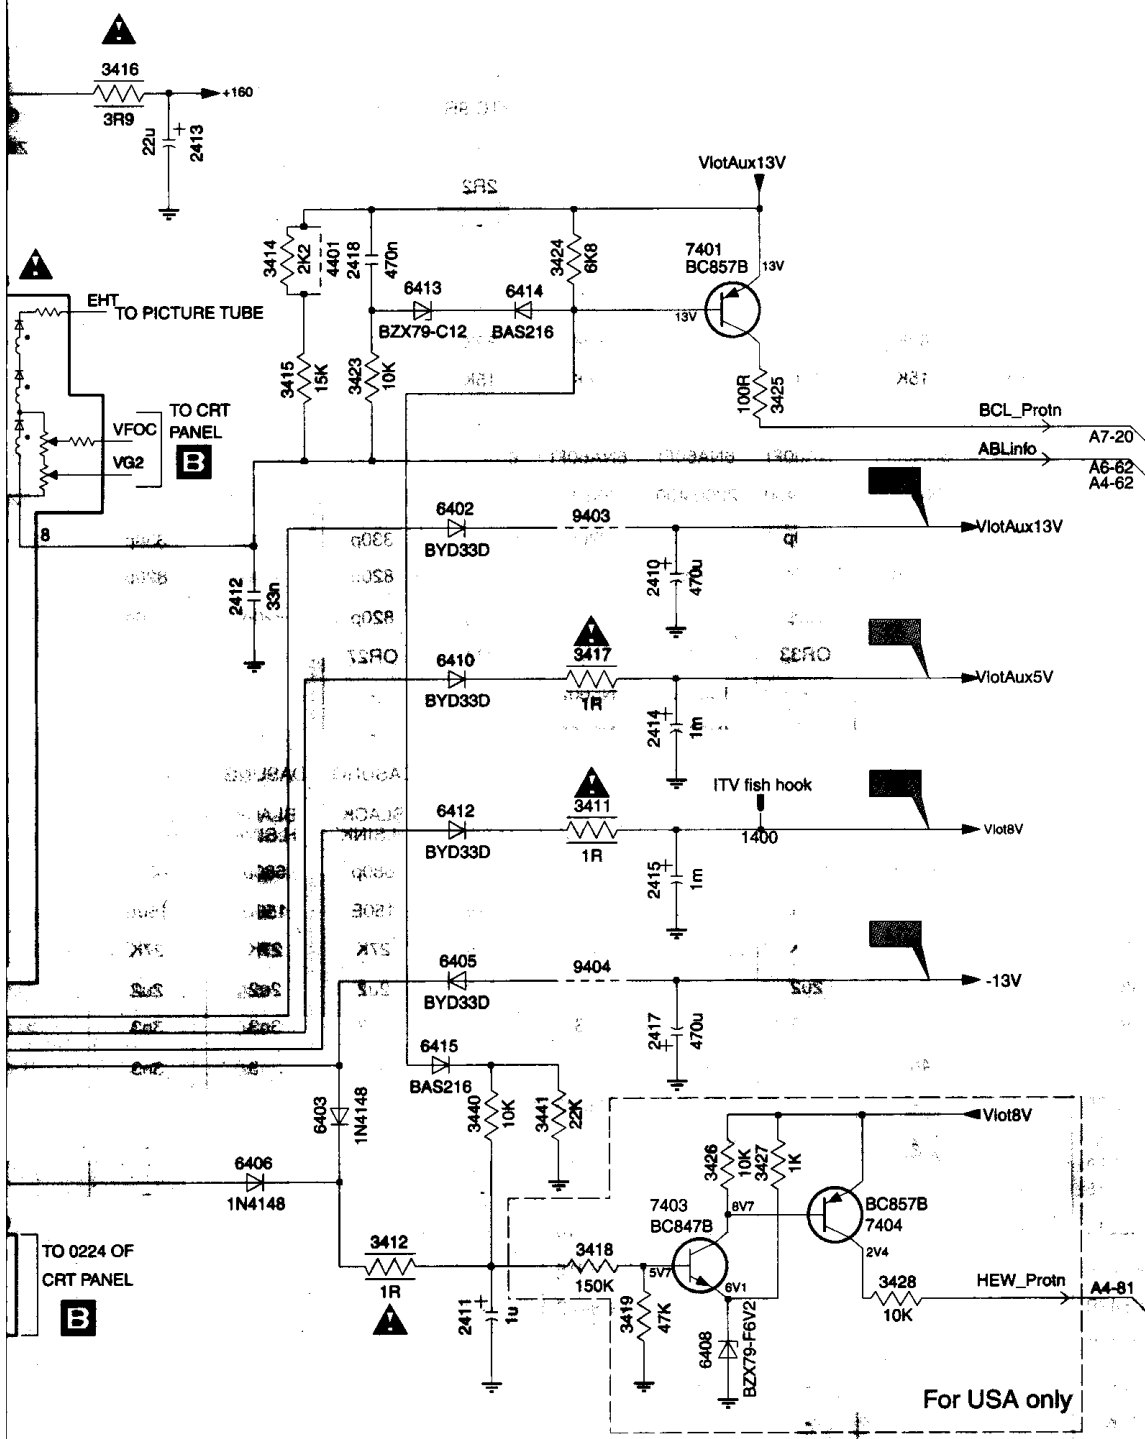 3416
+160
3R9
22u
+
2413
VlotAux13V
2R2
3414
2K2
4401
2418
470n
3424
6K8
7401
BC857B
13V
EHT
TO PICTURE TUBE
6413
BZX79-C12
6414
BAS216
13V
3415
15K
3423
10K
100R
3425
TO CRT
PANEL
B
VFOC
VG2
BCL_Protn
A7-20
ABLinfo
A6-62
A4-62
8
6402
BYD33D
9403
VlotAux13V
2410
+
470u
2412
33n
6410
BYD33D
3417
1R
VlotAux5V
2414
+
1m
6412
BYD33D
3411
1R
ITV fish hook
1400
Vlot8V
2415
+
1m
6405
BYD33D
9404
-13V
2417
+
470u
6415
BAS216
6403
1N4148
3440
10K
3441
22K
Vlot8V
6406
1N4148
3426
10K
3427
1K
7403
BC847B
8V7
BC857B
7404
2V4
TO 0224 OF
CRT PANEL
B
3412
1R
2411
+
1u
3418
150K
5V7
6V1
3419
47K
6408
BZX79-F6V2
3428
10K
HEW_Protn
A4-81
For USA only